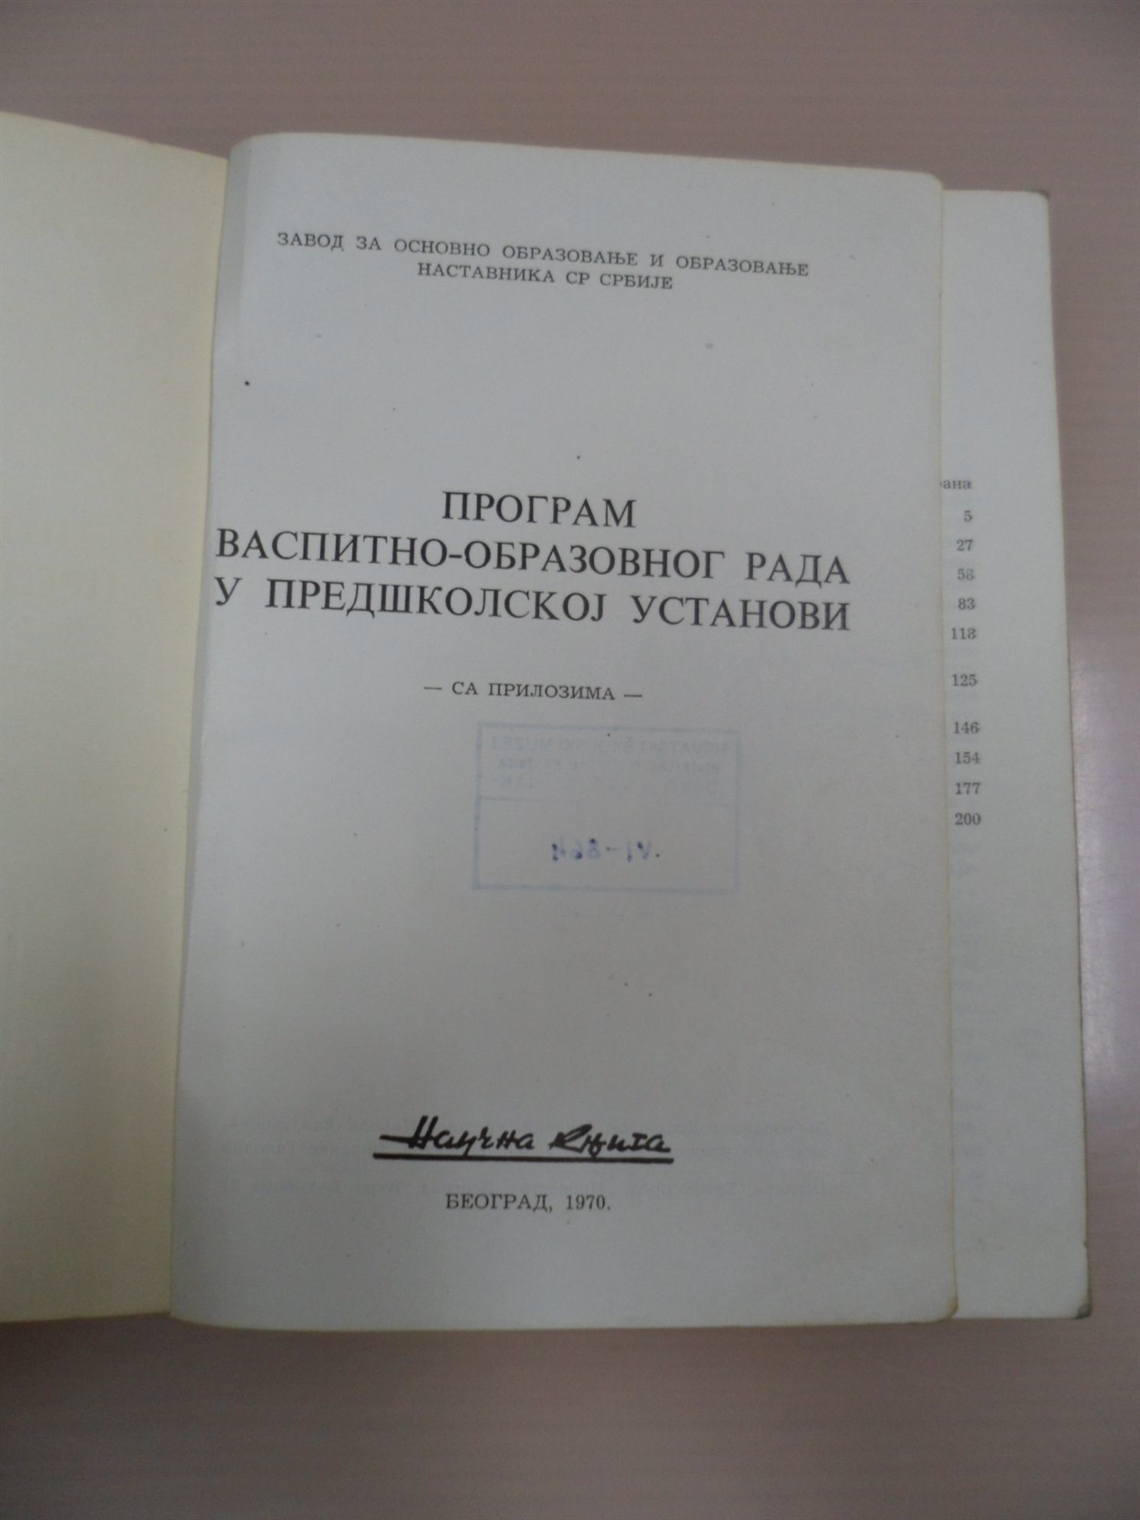 ЗАВОД ЗА ОСНОВНО ОБРАЗОВАЊЕ И ОБРАЗОВАЊЕ
НАСТАВНИКА СР СРБИЈЕ
ПРОГРАМ
ВАСПИТНО-ОБРАЗОВНОГ РАДА
У ПРЕДШКОЛСКОЈ УСТАНОВИ
— СА ПРИЛОЗИМА —
Научна књига
БЕОГРАД, 1970.
ана
5
27
58
83
118
125
146
154
177
200